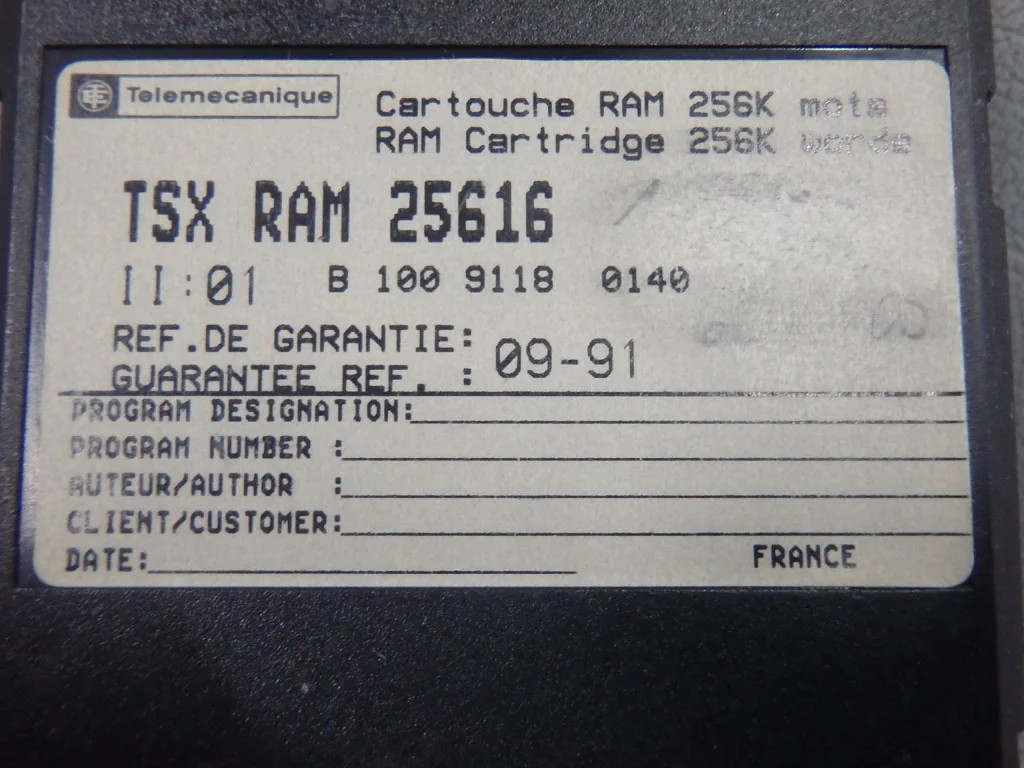 TE Telemecanique
Cartouche RAM 256K mots
RAM Cartridge 256K words
TSX RAM 25616
II:01 B 100 9118 0140
REF.DE GARANTIE:
GUARANTEE REF. : 09-91
PROGRAM DESIGNATION:
PROGRAM NUMBER :
AUTEUR/AUTHOR :
CLIENT/CUSTOMER:
DATE:
FRANCE